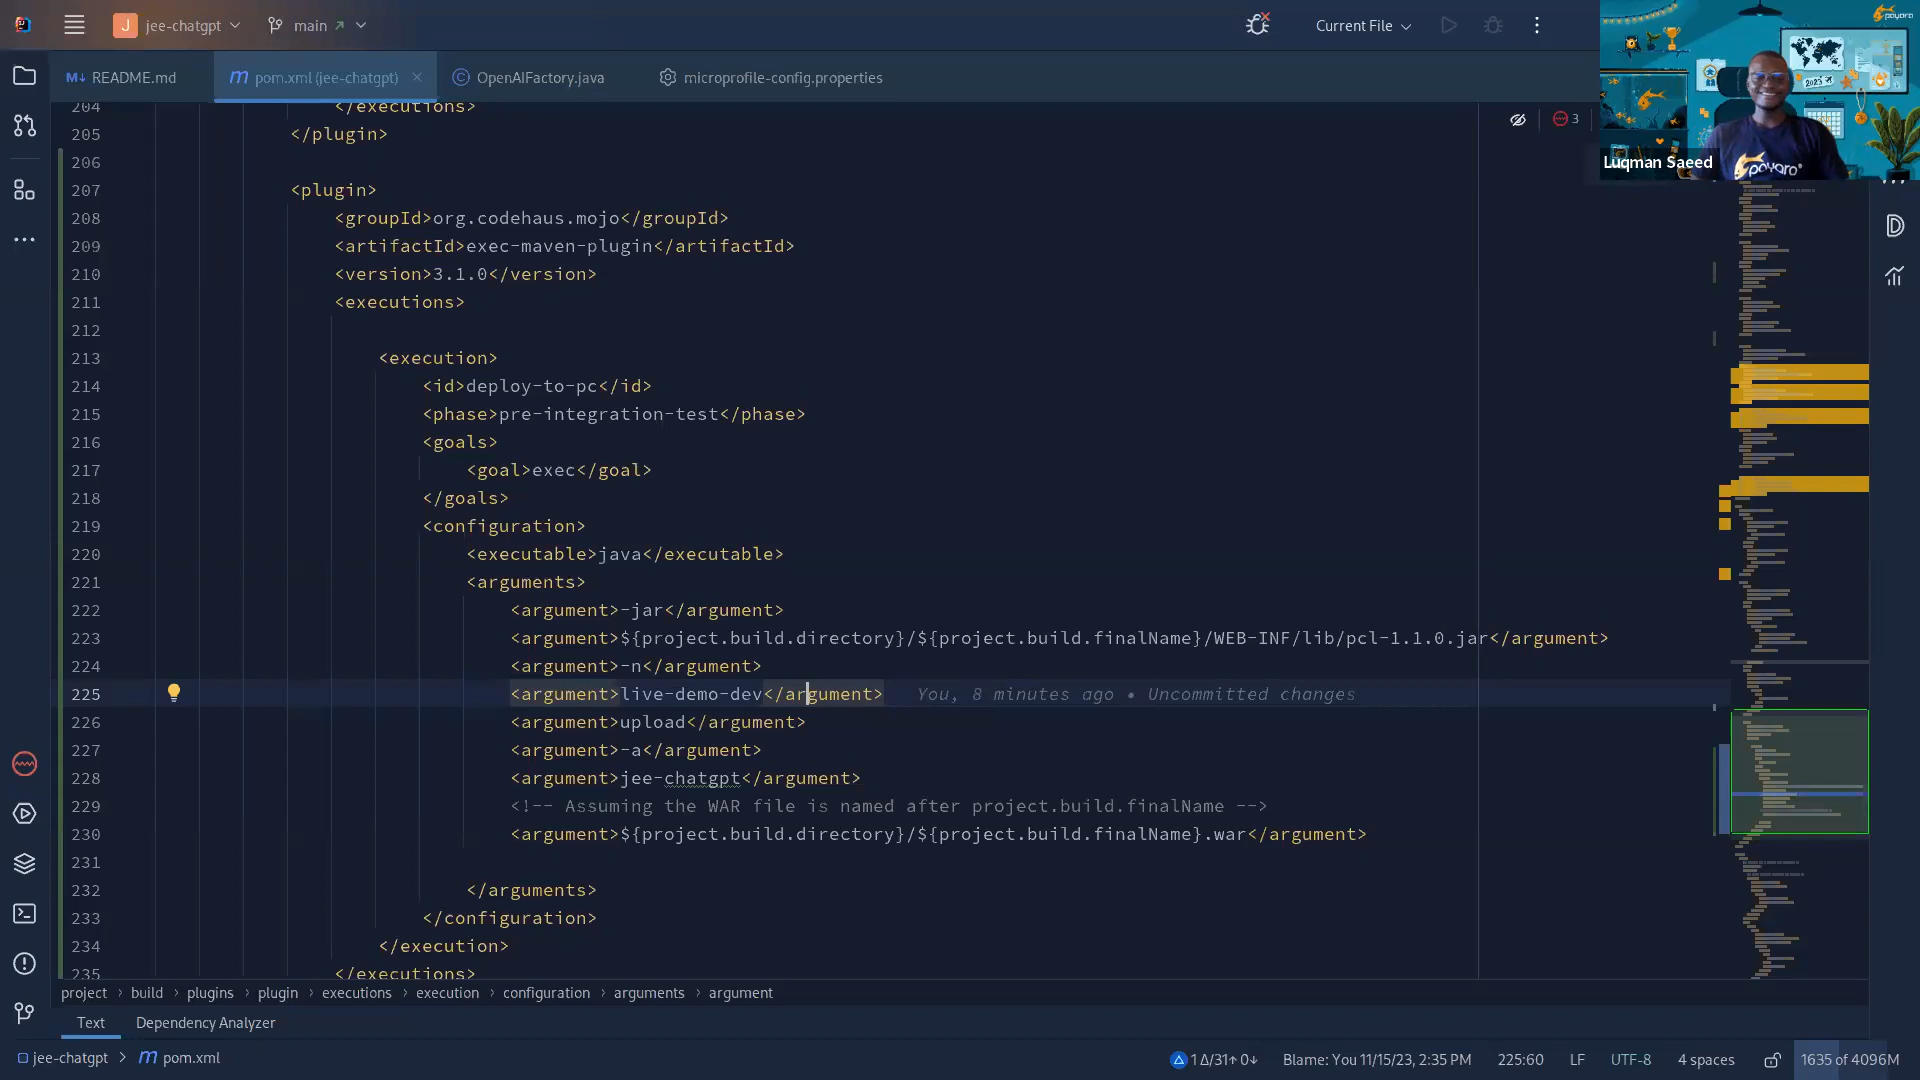 jee-chatgpt
main
Current File
README.md
pom.xml (jee-chatgpt)
OpenAIFactory.java
microprofile-config.properties
payara
2023
payara
Luqman Saeed
3
204 </executions>
205 </plugin>
206
207 <plugin>
208 <groupId>org.codehaus.mojo</groupId>
209 <artifactId>exec-maven-plugin</artifactId>
210 <version>3.1.0</version>
211 <executions>
212
213 <execution>
214 <id>deploy-to-pc</id>
215 <phase>pre-integration-test</phase>
216 <goals>
217 <goal>exec</goal>
218 </goals>
219 <configuration>
220 <executable>java</executable>
221 <arguments>
222 <argument>-jar</argument>
223 <argument>${project.build.directory}/${project.build.finalName}/WEB-INF/lib/pcl-1.1.0.jar</argument>
224 <argument>-n</argument>
225 <argument>live-demo-dev</argument> You, 8 minutes ago • Uncommitted changes
226 <argument>upload</argument>
227 <argument>-a</argument>
228 <argument>jee-chatgpt</argument>
229 <!-- Assuming the WAR file is named after project.build.finalName -->
230 <argument>${project.build.directory}/${project.build.finalName}.war</argument>
231
232 </arguments>
233 </configuration>
234 </execution>
235 </executions>
project › build › plugins › plugin › executions › execution › configuration › arguments › argument
Text
Dependency Analyzer
jee-chatgpt > pom.xml
1 Δ/31↑ 0↓
Blame: You 11/15/23, 2:35 PM
225:60
LF
UTF-8
4 spaces
1635 of 4096M